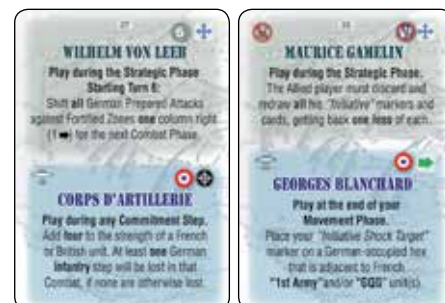 27
WILHELM VON LEEB
Play during the Strategic Phase
Starting Turn 6:
Shift all German Prepared Attacks
against Fortified Zones one column right
(1 ➡) for the next Combat Phase.
CORPS D'ARTILLERIE
Play during any Commitment Step.
Add four to the strength of a French
or British unit. At least one German
infantry step will be lost in that
Combat, if none are otherwise lost.
MAURICE GAMELIN
Play during the Strategic Phase.
The Allied player must discard and
redraw all his "Initiative" markers and
cards, getting back one less of each.
GEORGES BLANCHARD
Play at the end of your
Movement Phase.
Place your "Initiative Shock Target"
marker on a German-occupied hex
that is adjacent to French
"1st Army" and/or "GQG" unit(s).